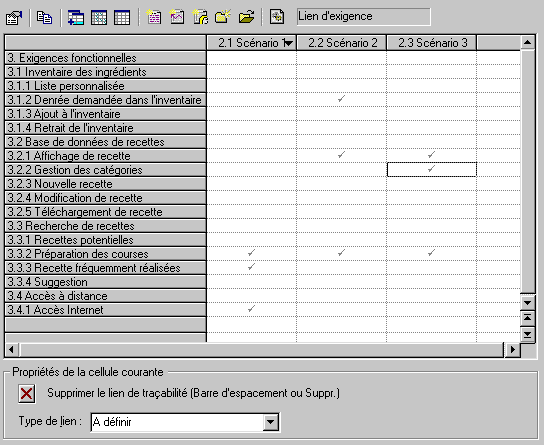 Lien d'exigence
2.1 Scénario 1 2.2 Scénario 2 2.3 Scénario 3
3. Exigences fonctionnelles
3.1 Inventaire des ingrédients
3.1.1 Liste personnalisée
3.1.2 Denrée demandée dans l'inventaire
3.1.3 Ajout à l'inventaire
3.1.4 Retrait de l'inventaire
3.2 Base de données de recettes
3.2.1 Affichage de recette
3.2.2 Gestion des catégories
3.2.3 Nouvelle recette
3.2.4 Modification de recette
3.2.5 Téléchargement de recette
3.3 Recherche de recettes
3.3.1 Recettes potentielles
3.3.2 Préparation des courses
3.3.3 Recette fréquemment réalisées
3.3.4 Suggestion
3.4 Accès à distance
3.4.1 Accès Internet
Propriétés de la cellule courante
Supprimer le lien de traçabilité (Barre d'espacement ou Suppr.)
Type de lien : A définir